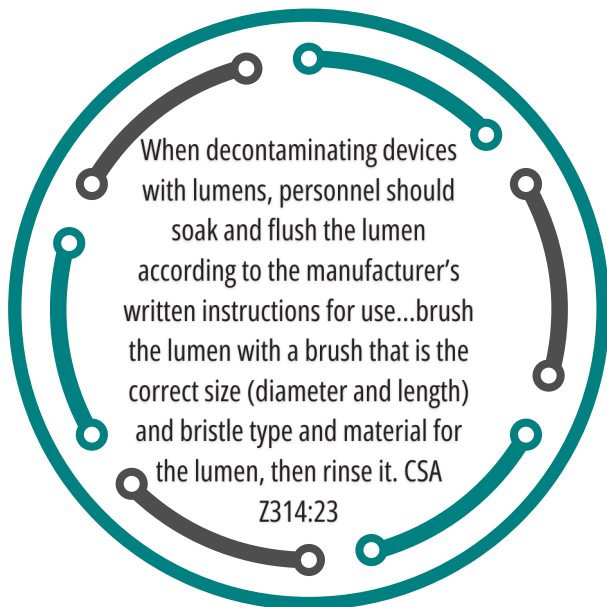 When decontaminating devices
with lumens, personnel should
soak and flush the lumen
according to the manufacturer’s
written instructions for use...brush
the lumen with a brush that is the
correct size (diameter and length)
and bristle type and material for
the lumen, then rinse it. CSA
Z314:23